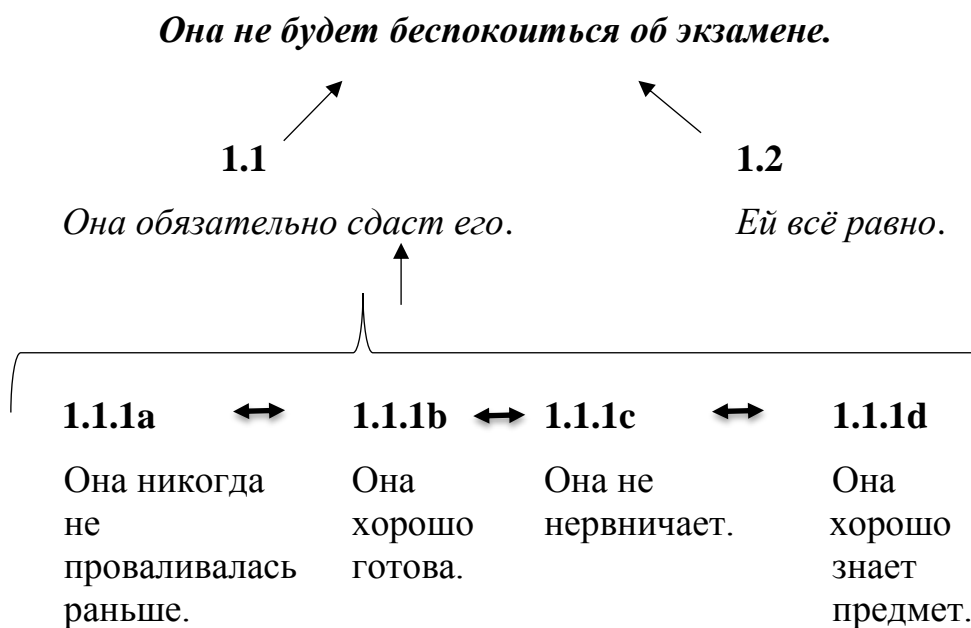 Она не будет беспокоиться об экзамене.
1.1 1.2
Она обязательно сдаст его. Ей всё равно.
1.1.1a 1.1.1b 1.1.1c 1.1.1d
Она никогда Она Она не Она
не хорошо нервничает. хорошо
проваливалась готова. знает
раньше. предмет.